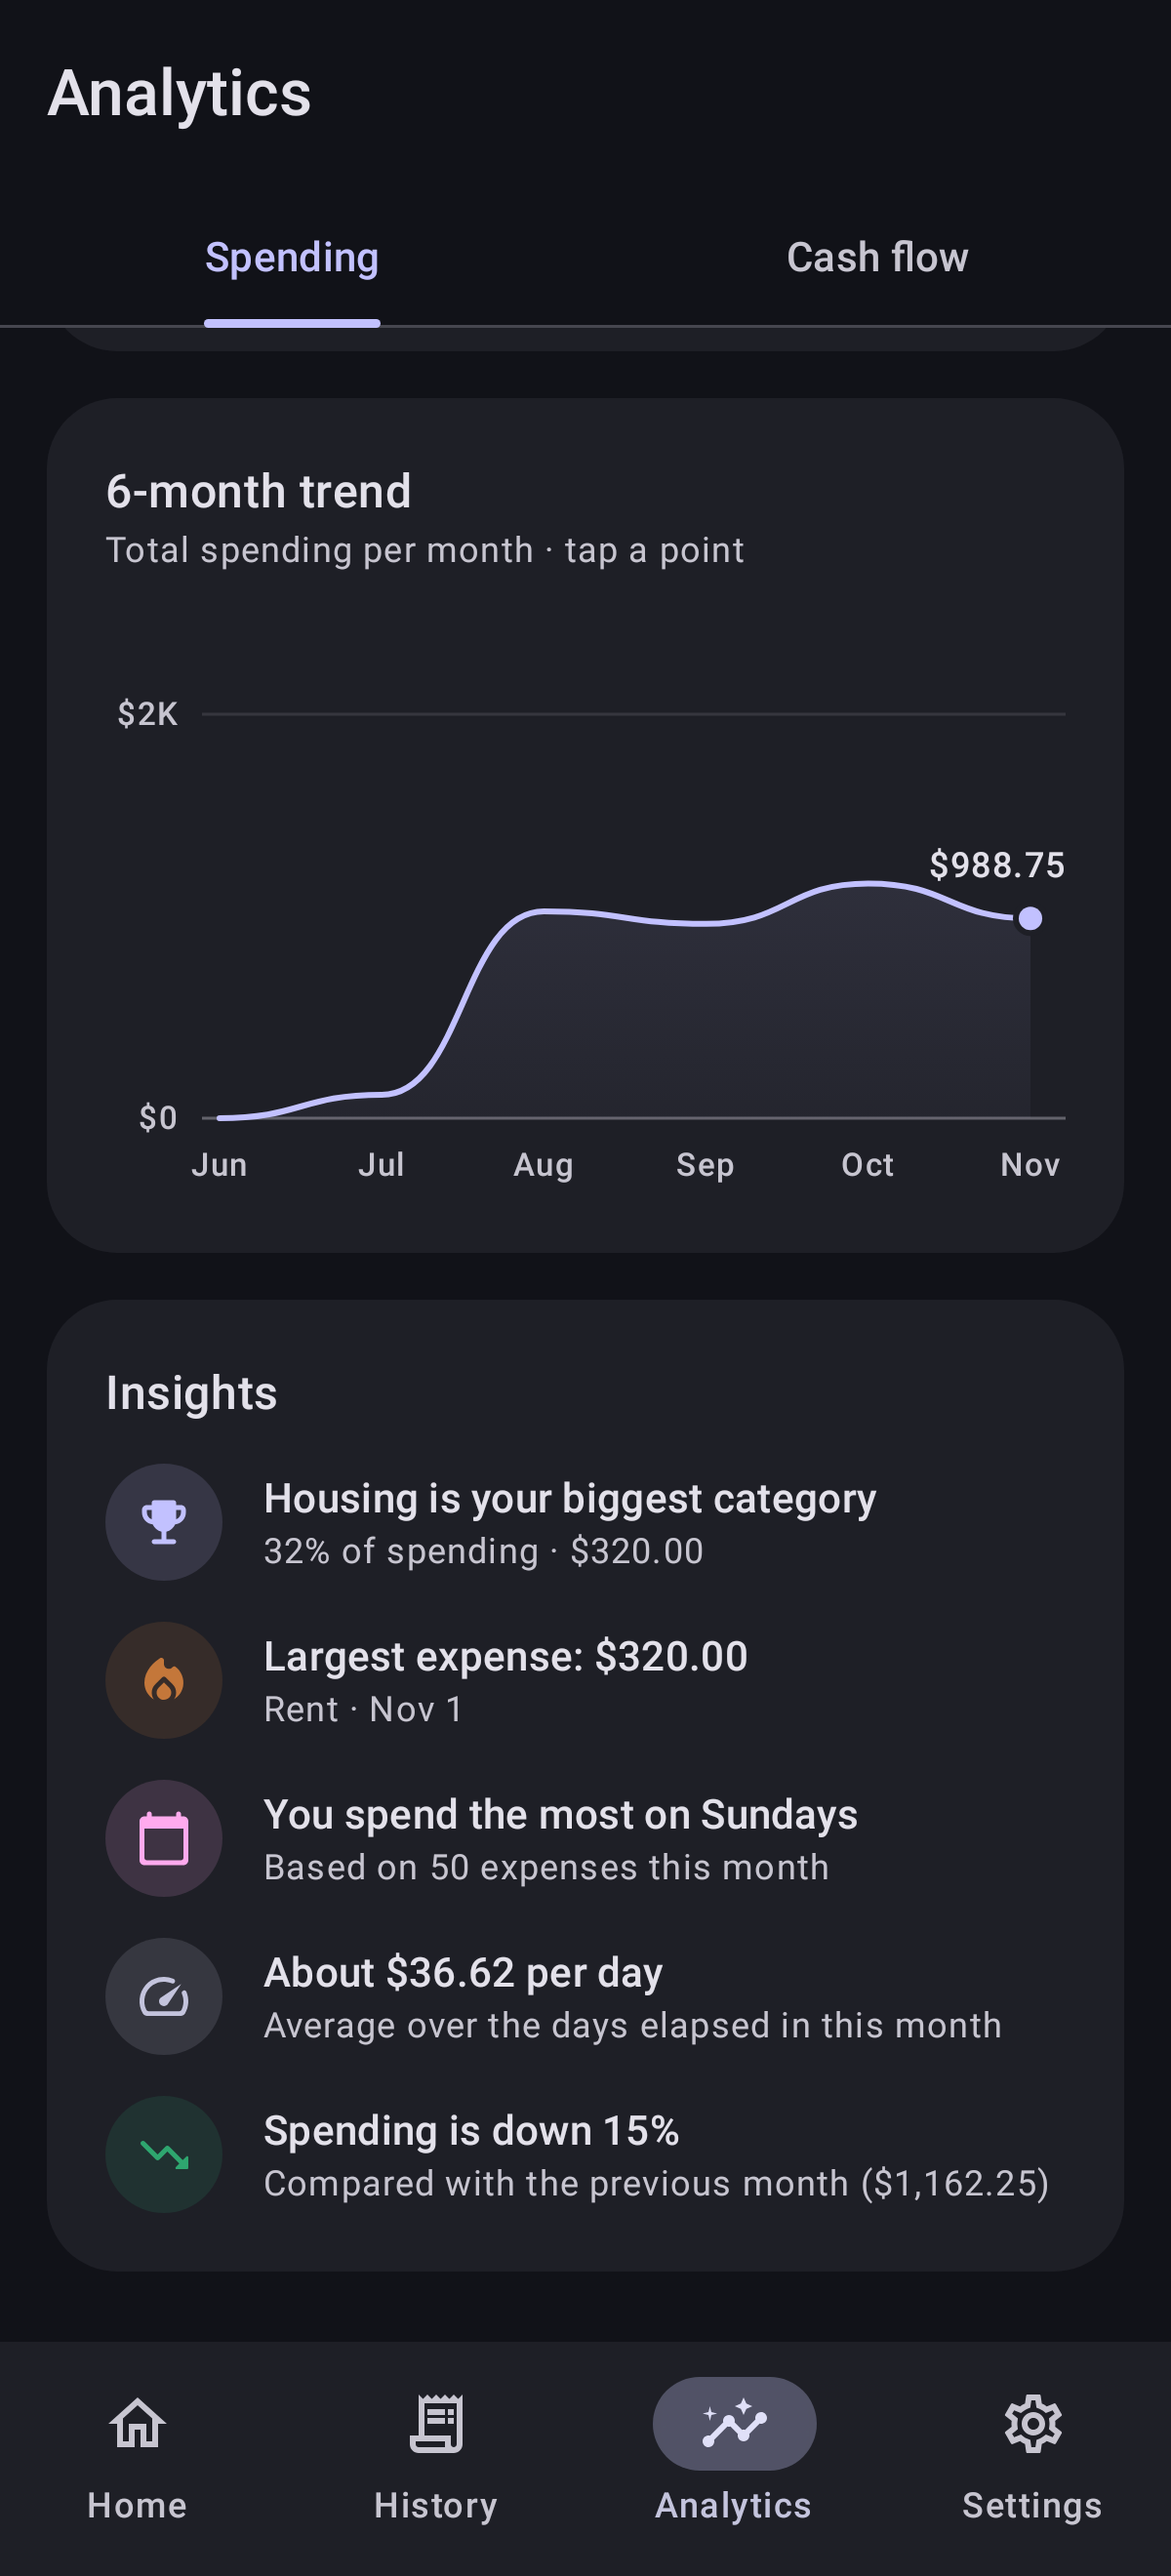 Analytics
Spending
Cash flow
6-month trend
Total spending per month · tap a point
$2K
$988.75
$0
Jun Jul Aug Sep Oct Nov
Insights
Housing is your biggest category
32% of spending · $320.00
Largest expense: $320.00
Rent · Nov 1
You spend the most on Sundays
Based on 50 expenses this month
About $36.62 per day
Average over the days elapsed in this month
Spending is down 15%
Compared with the previous month ($1,162.25)
Home History Analytics Settings